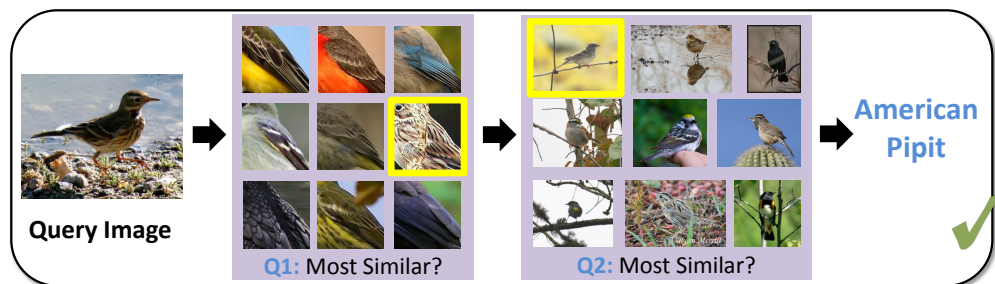 Query Image
Q1: Most Similar?
Q2: Most Similar?
American
Pipit